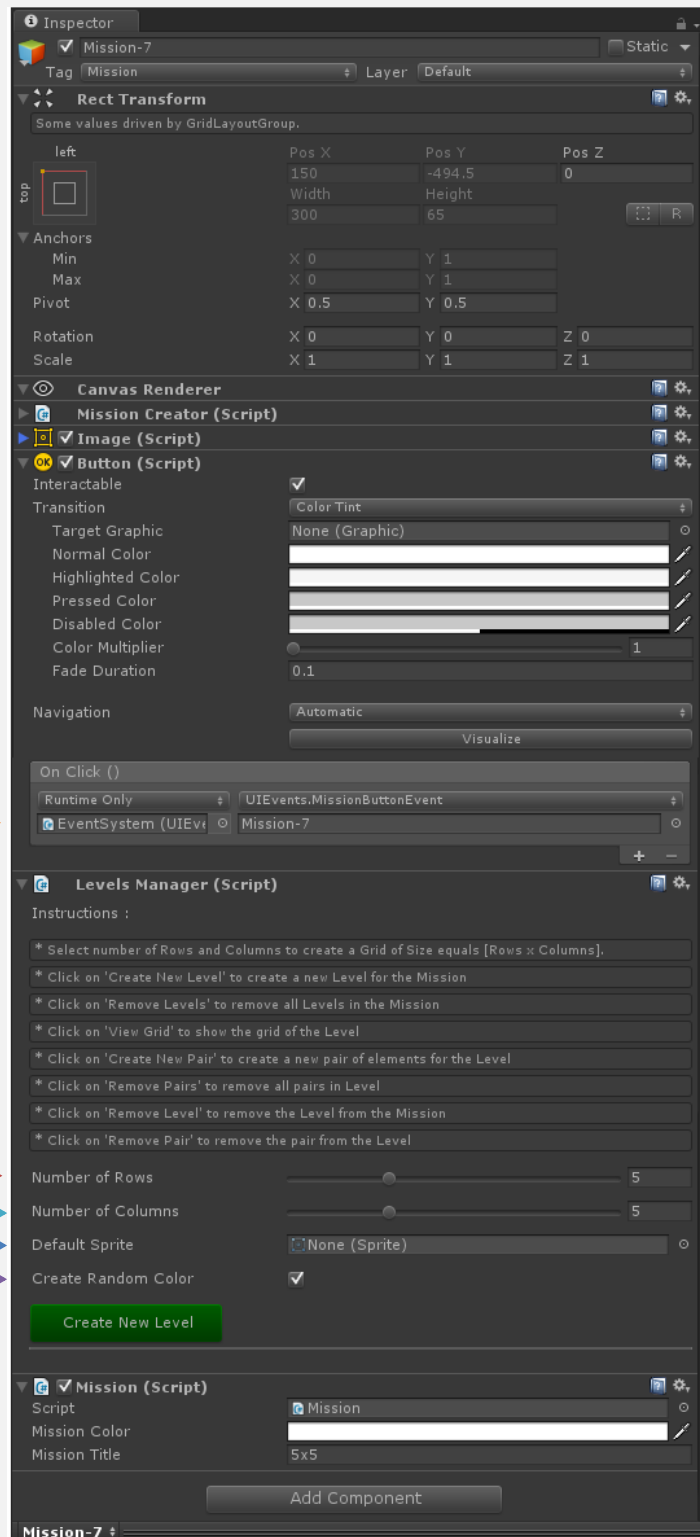 Inspector
Mission-7 Static
Tag Mission Layer Default
Rect Transform
Some values driven by GridLayoutGroup.
left Pos X Pos Y Pos Z
top
150 -494.5 0
Width Height
300 65 R
Anchors
Min X 0 Y 1
Max X 0 Y 1
Pivot X 0.5 Y 0.5
Rotation X 0 Y 0 Z 0
Scale X 1 Y 1 Z 1
Canvas Renderer
Mission Creator (Script)
Image (Script)
OK Button (Script)
Interactable
Transition Color Tint
Target Graphic None (Graphic)
Normal Color
Highlighted Color
Pressed Color
Disabled Color
Color Multiplier 1
Fade Duration 0.1
Navigation Automatic
Visualize
On Click ()
Runtime Only UIEvents.MissionButtonEvent
EventSystem (UIEve Mission-7
+ −
Levels Manager (Script)
Instructions :
* Select number of Rows and Columns to create a Grid of Size equals [Rows x Columns].
* Click on 'Create New Level' to create a new Level for the Mission
* Click on 'Remove Levels' to remove all Levels in the Mission
* Click on 'View Grid' to show the grid of the Level
* Click on 'Create New Pair' to create a new pair of elements for the Level
* Click on 'Remove Pairs' to remove all pairs in Level
* Click on 'Remove Level' to remove the Level from the Mission
* Click on 'Remove Pair' to remove the pair from the Level
Number of Rows 5
Number of Columns 5
Default Sprite None (Sprite)
Create Random Color
Create New Level
Mission (Script)
Script Mission
Mission Color
Mission Title 5x5
Add Component
Mission-7